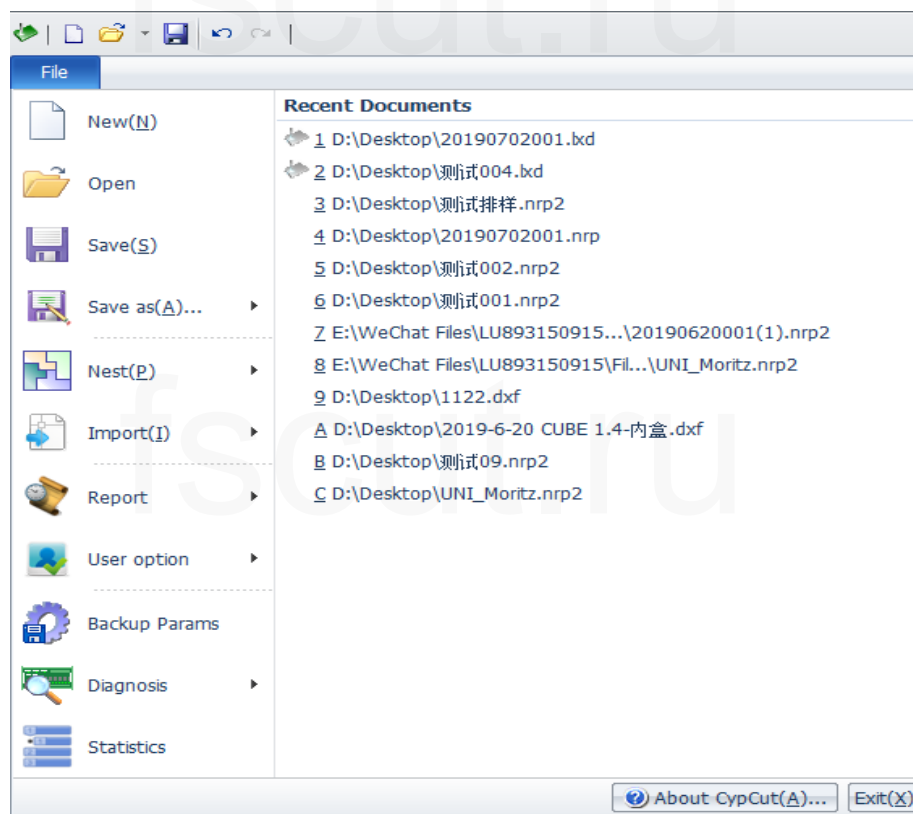 File
New(N)
Open
Save(S)
Save as(A)...
Nest(P)
Import(I)
Report
User option
Backup Params
Diagnosis
Statistics
Recent Documents
1 D:\Desktop\20190702001.lxd
2 D:\Desktop\测试004.lxd
3 D:\Desktop\测试排样.nrp2
4 D:\Desktop\20190702001.nrp
5 D:\Desktop\测试002.nrp2
6 D:\Desktop\测试001.nrp2
7 E:\WeChat Files\LU893150915...\20190620001(1).nrp2
8 E:\WeChat Files\LU893150915\Fil...\UNI_Moritz.nrp2
9 D:\Desktop\1122.dxf
A D:\Desktop\2019-6-20 CUBE 1.4-内盒.dxf
B D:\Desktop\测试09.nrp2
C D:\Desktop\UNI_Moritz.nrp2
About CypCut(A)...
Exit(X)
fscut.ru
fscut.ru